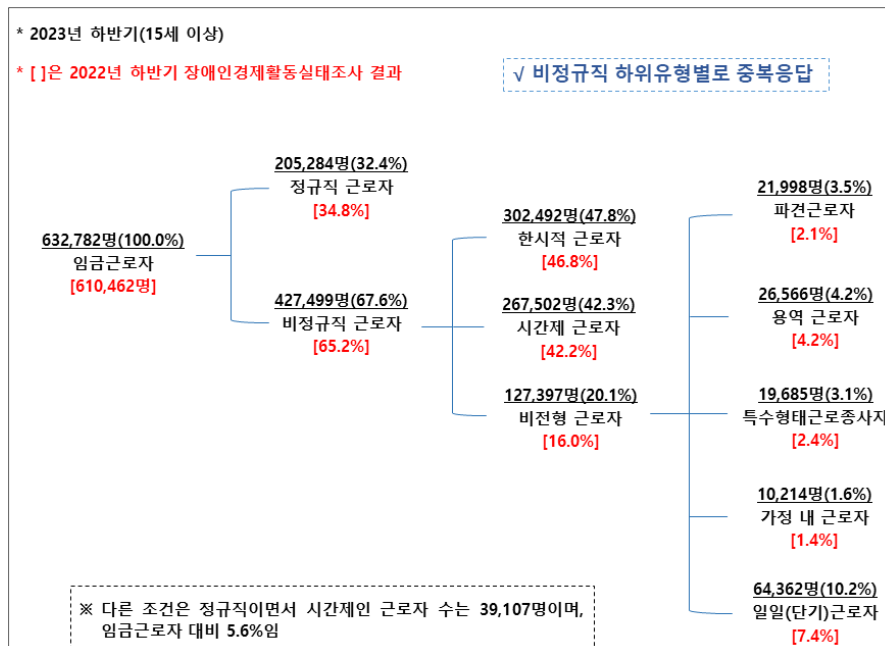 * 2023년 하반기(15세 이상)
* [ ]은 2022년 하반기 장애인경제활동실태조사 결과
√ 비정규직 하위유형별로 중복응답
632,782명(100.0%)
임금근로자
[610,462명]
205,284명(32.4%)
정규직 근로자
[34.8%]
427,499명(67.6%)
비정규직 근로자
[65.2%]
302,492명(47.8%)
한시적 근로자
[46.8%]
267,502명(42.3%)
시간제 근로자
[42.2%]
127,397명(20.1%)
비전형 근로자
[16.0%]
21,998명(3.5%)
파견근로자
[2.1%]
26,566명(4.2%)
용역 근로자
[4.2%]
19,685명(3.1%)
특수형태근로종사자
[2.4%]
10,214명(1.6%)
가정 내 근로자
[1.4%]
64,362명(10.2%)
일일(단기)근로자
[7.4%]
※ 다른 조건은 정규직이면서 시간제인 근로자 수는 39,107명이며,
임금근로자 대비 5.6%임